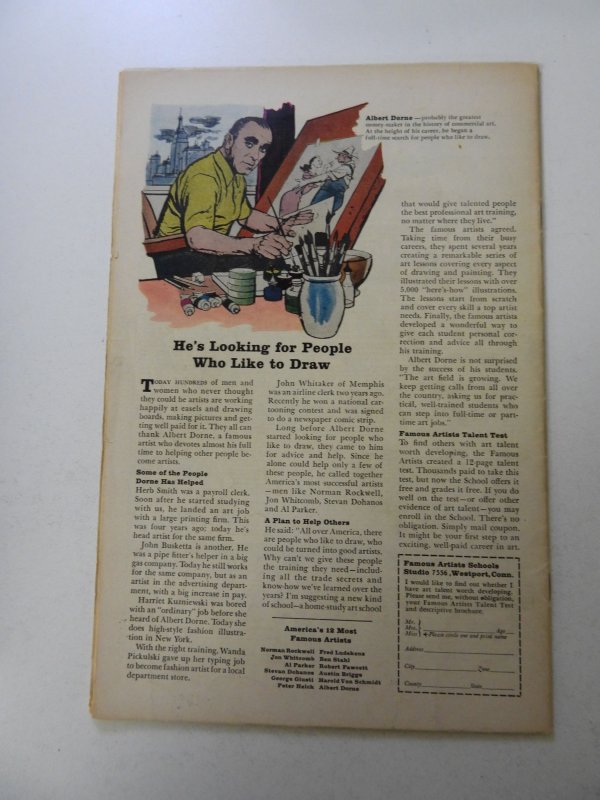 Albert Dorne — probably the greatest
money-maker in the history of commercial art.
At the height of his career, he began a
full-time search for people who like to draw.
He's Looking for People
Who Like to Draw
TODAY HUNDREDS of men and
women who never thought
they could be artists are working
happily at easels and drawing
boards, making pictures and get-
ting well paid for it. They all can
thank Albert Dorne, a famous
artist who devotes almost his full
time to helping other people be-
come artists.
Some of the People
Dorne Has Helped
Herb Smith was a payroll clerk.
Soon after he started studying
with us, he landed an art job
with a large printing firm. This
was four years ago; today he's
head artist for the same firm.
John Busketta is another. He
was a pipe fitter's helper in a big
gas company. Today he still works
for the same company, but as an
artist in the advertising depart-
ment, with a big increase in pay.
Harriet Kuzniewski was bored
with an "ordinary" job before she
heard of Albert Dorne. Today she
does high-style fashion illustra-
tion in New York.
With the right training, Wanda
Pickulski gave up her typing job
to become fashion artist for a local
department store.
John Whitaker of Memphis
was an airline clerk two years ago.
Recently he won a national car-
tooning contest and was signed
to do a newspaper comic strip.
Long before Albert Dorne
started looking for people who
like to draw, they came to him
for advice and help. Since he
alone could help only a few of
these people, he called together
America's most successful artists
—men like Norman Rockwell,
Jon Whitcomb, Stevan Dohanos
and Al Parker.
A Plan to Help Others
He said: "All over America, there
are people who like to draw, who
could be turned into good artists.
Why can't we give these people
the training they need—includ-
ing all the trade secrets and
know-how we've learned over the
years? I'm suggesting a new kind
of school—a home-study art school
America's 12 Most
Famous Artists
Norman Rockwell Fred Ludekens
Jon Whitcomb Ben Stahl
Al Parker Robert Fawcett
Stevan Dohanos Austin Briggs
George Giusti Harold Von Schmidt
Peter Helck Albert Dorne
that would give talented people
the best professional art training,
no matter where they live."
The famous artists agreed.
Taking time from their busy
careers, they spent several years
creating a remarkable series of
art lessons covering every aspect
of drawing and painting. They
illustrated their lessons with over
5,000 "here's-how" illustrations.
The lessons start from scratch
and cover every skill a top artist
needs. Finally, the famous artists
developed a wonderful way to
give each student personal cor-
rection and advice all through
his training.
Albert Dorne is not surprised
by the success of his students.
"The art field is growing. We
keep getting calls from all over
the country, asking us for prac-
tical, well-trained students who
can step into full-time or part-
time art jobs."
Famous Artists Talent Test
To find others with art talent
worth developing, the Famous
Artists created a 12-page talent
test. Thousands paid to take this
test, but now the School offers it
free and grades it free. If you do
well on the test—or offer other
evidence of art talent—you may
enroll in the School. There's no
obligation. Simply mail coupon.
It might be your first step to an
exciting, well-paid career in art.
Famous Artists Schools
Studio 7356, Westport, Conn.
I would like to find out whether I
have art talent worth developing.
Please send me, without obligation,
your Famous Artists Talent Test
and descriptive brochure.
Mr.
Mrs. Age
Miss Please circle one and print name
Address
City Zone
County State